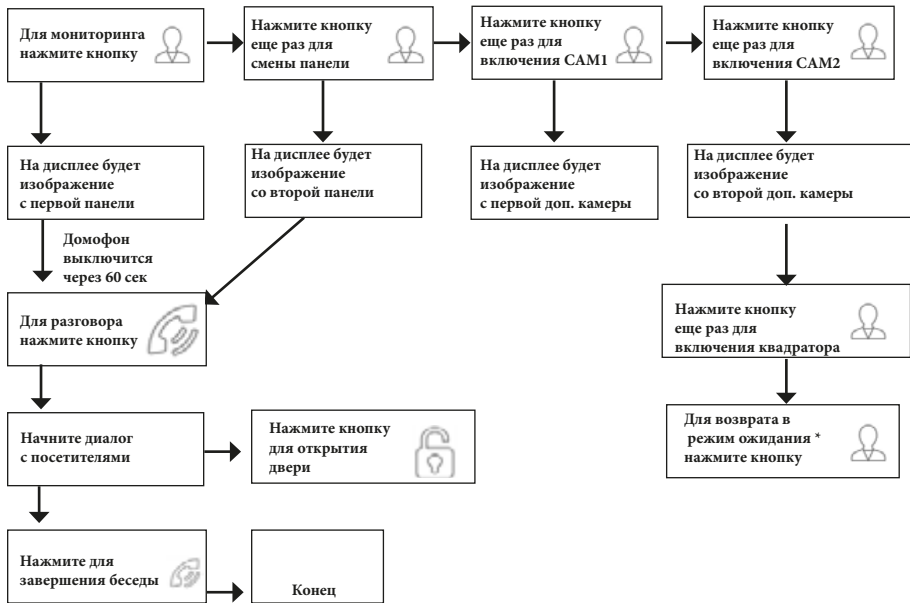 Для мониторинга
нажмите кнопку
Нажмите кнопку
еще раз для
смены панели
Нажмите кнопку
еще раз для
включения CAM1
Нажмите кнопку
еще раз для
включения CAM2
На дисплее будет
изображение
с первой панели
На дисплее будет
изображение
со второй панели
На дисплее будет
изображение
с первой доп. камеры
На дисплее будет
изображение
со второй доп. камеры
Домофон
выключится
через 60 сек
Для разговора
нажмите кнопку
Нажмите кнопку
еще раз для
включения квадратора
Начните диалог
с посетителями
Нажмите кнопку
для открытия
двери
Для возврата в
режим ожидания *
нажмите кнопку
Нажмите для
завершения беседы
Конец